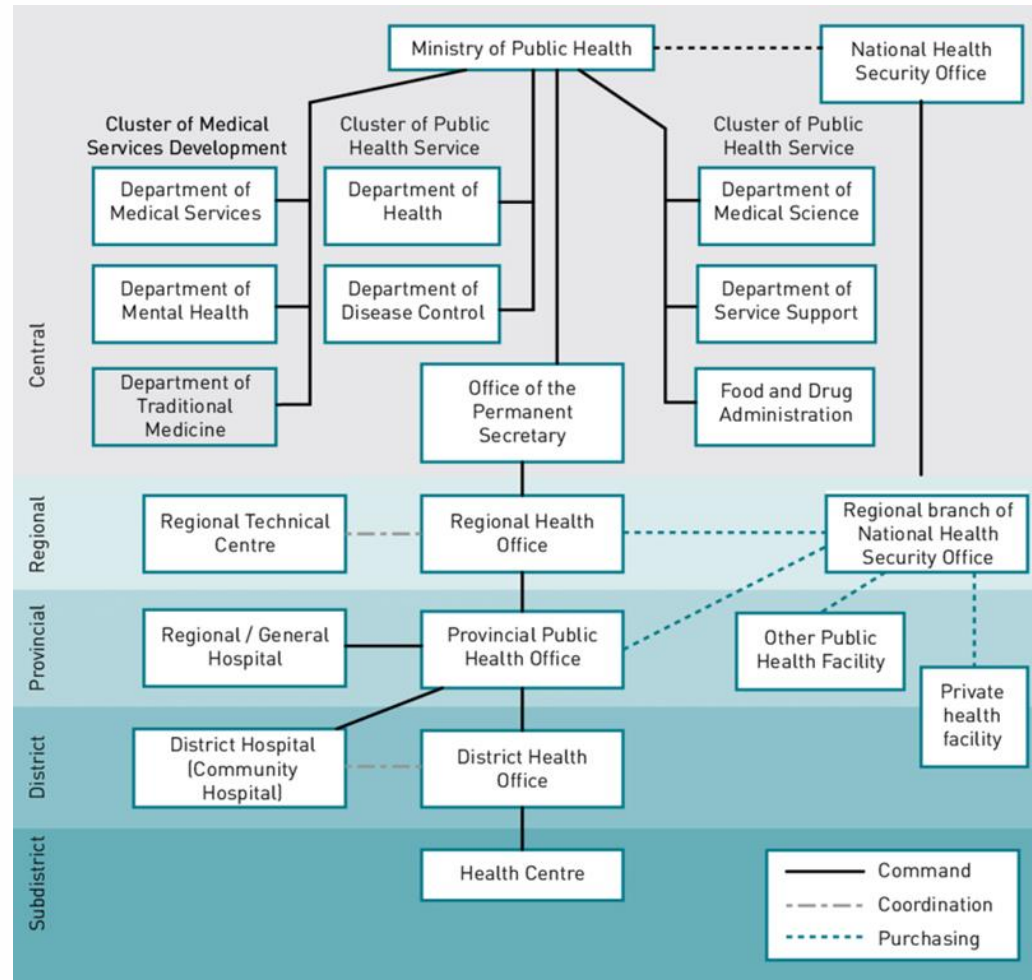 Ministry of Public Health
National Health
Security Office
Cluster of Medical
Services Development
Cluster of Public
Health Service
Cluster of Public
Health Service
Department of
Medical Services
Department of
Health
Department of
Medical Science
Department of
Mental Health
Department of
Disease Control
Department of
Service Support
Central
Department of
Traditional
Medicine
Office of the
Permanent
Secretary
Food and Drug
Administration
Regional
Regional Technical
Centre
Regional Health
Office
Regional branch of
National Health
Security Office
Provincial
Regional / General
Hospital
Provincial Public
Health Office
Other Public
Health Facility
Private
health
facility
District
District Hospital
(Community
Hospital)
District Health
Office
Subdistrict
Health Centre
Command
Coordination
Purchasing